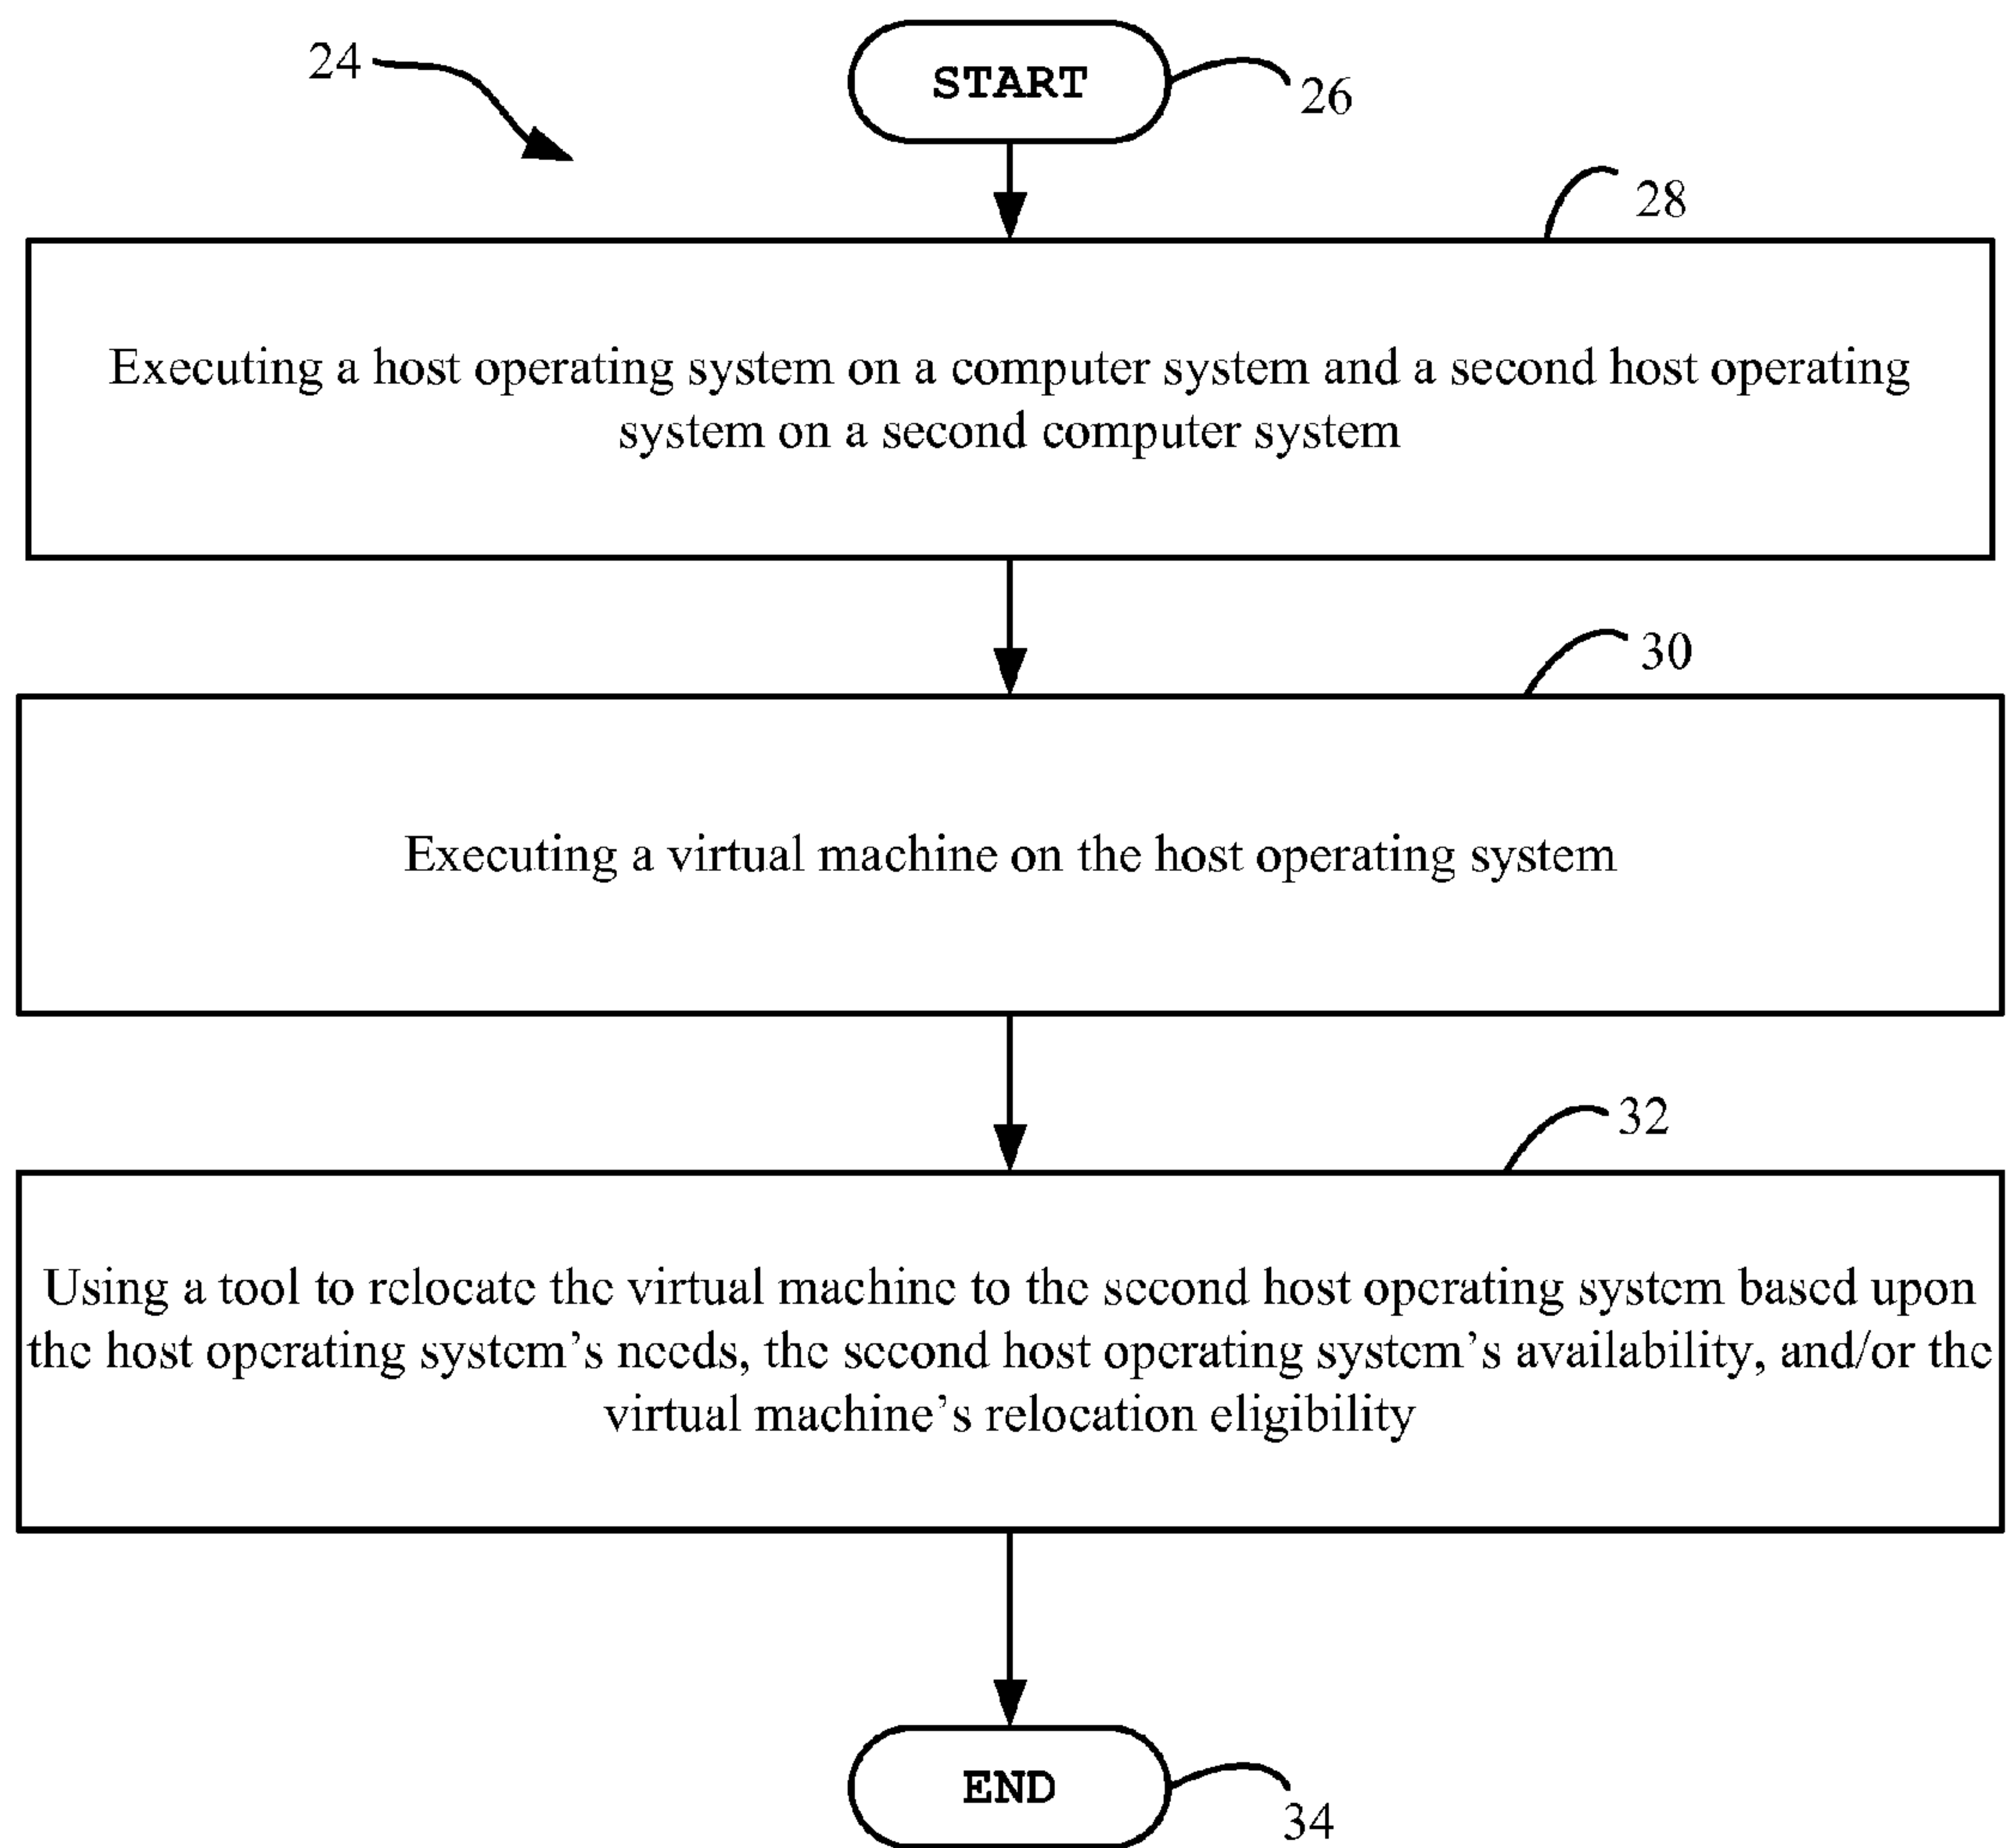 24
START
26
28
Executing a host operating system on a computer system and a second host operating
system on a second computer system
30
Executing a virtual machine on the host operating system
32
Using a tool to relocate the virtual machine to the second host operating system based upon
the host operating system’s needs, the second host operating system’s availability, and/or the
virtual machine’s relocation eligibility
END
34